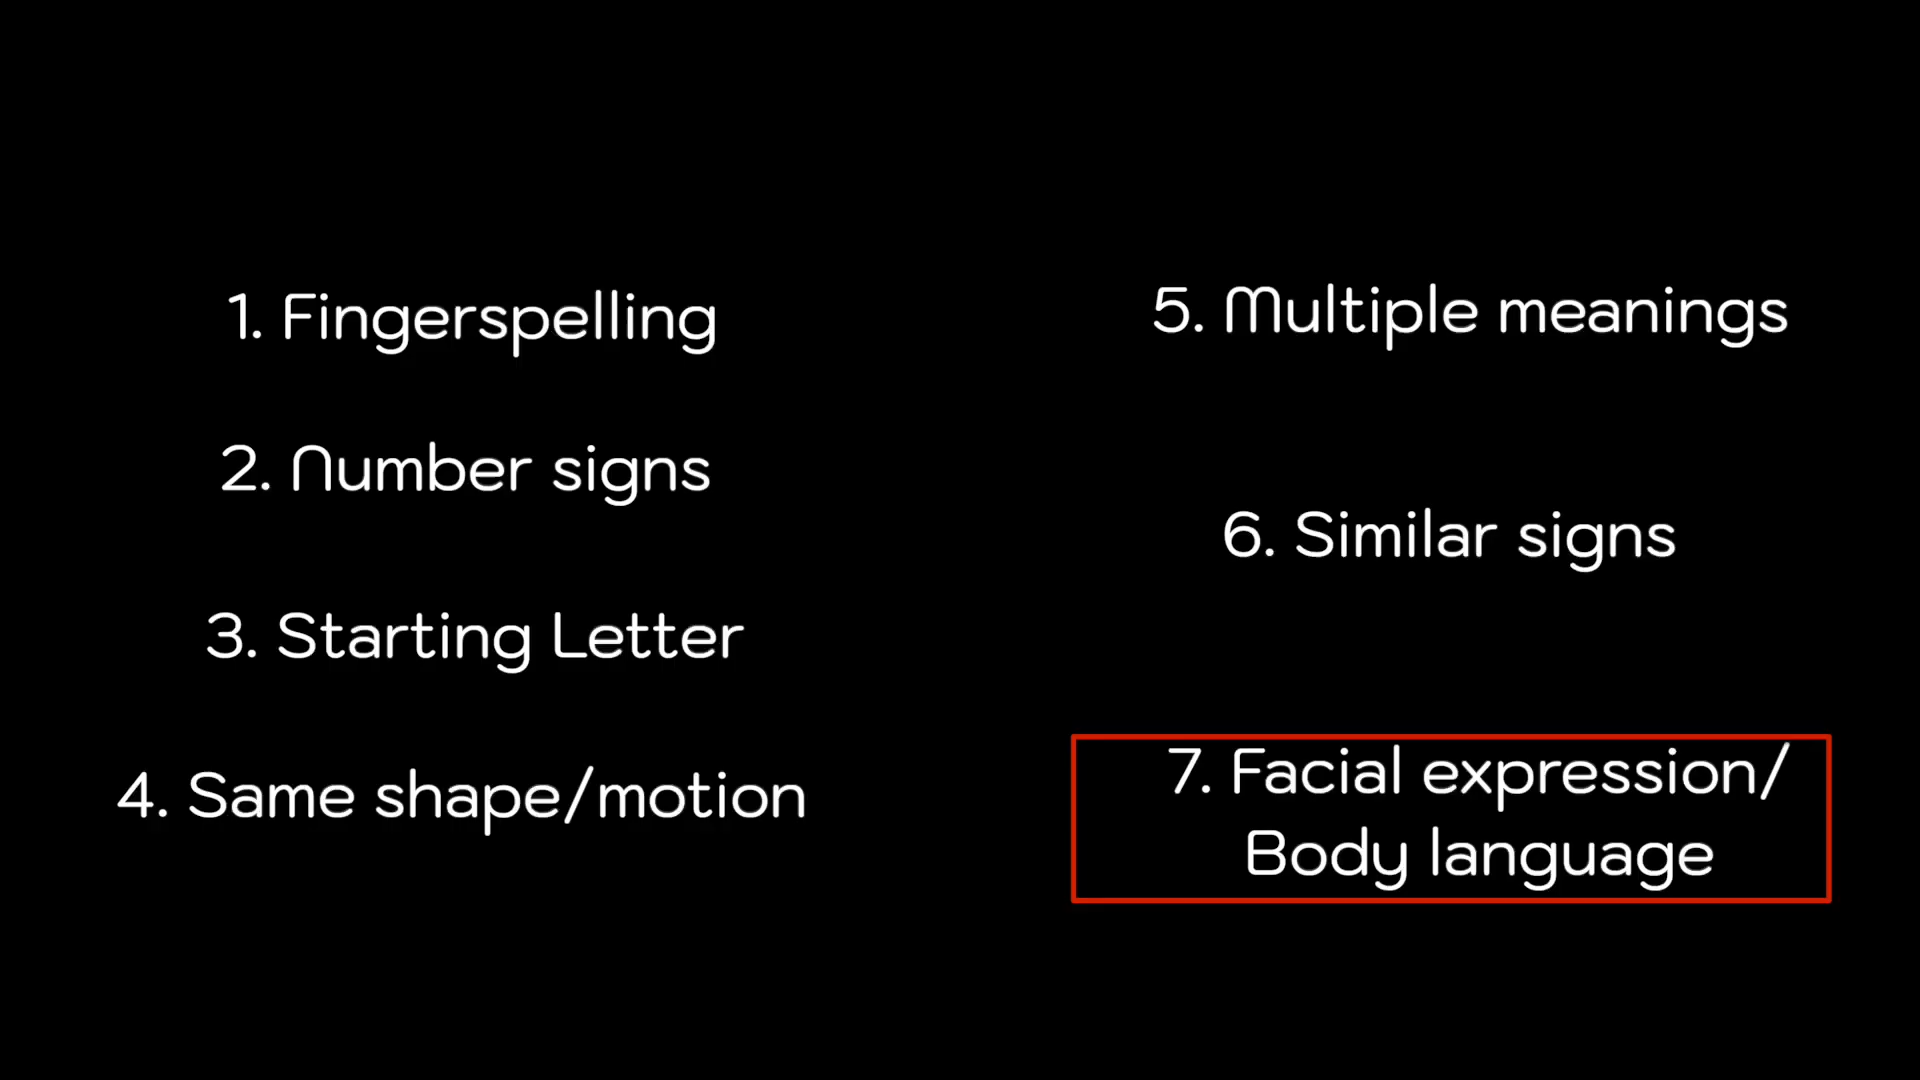 1. Fingerspelling
2. Number signs
3. Starting Letter
4. Same shape/motion
5. Multiple meanings
6. Similar signs
7. Facial expression/
Body language